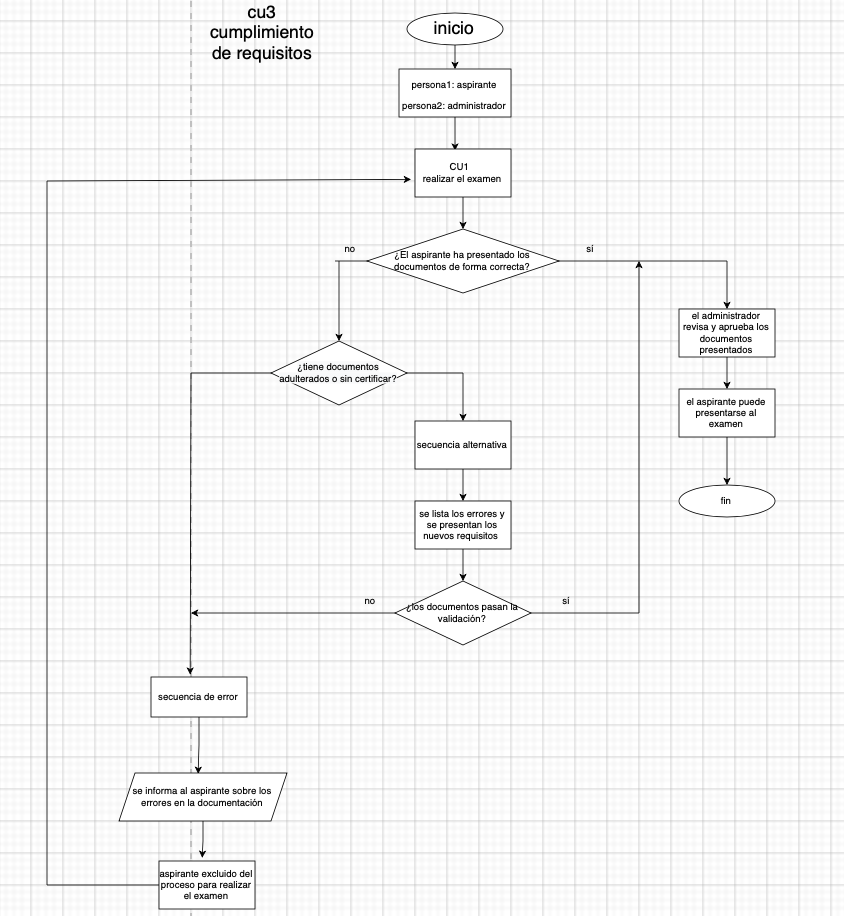 cu3
cumplimiento
de requisitos
inicio
persona1: aspirante
persona2: administrador
CU1
realizar el examen
¿El aspirante ha presentado los
documentos de forma correcta?
no
sí
el administrador
revisa y aprueba los
documentos
presentados
¿tiene documentos
adulterados o sin certificar?
el aspirante puede
presentarse al
examen
secuencia alternativa
fin
se lista los errores y
se presentan los
nuevos requisitos
no
¿los documentos pasan la
validación?
sí
secuencia de error
se informa al aspirante sobre los
errores en la documentación
aspirante excluido del
proceso para realizar
el examen